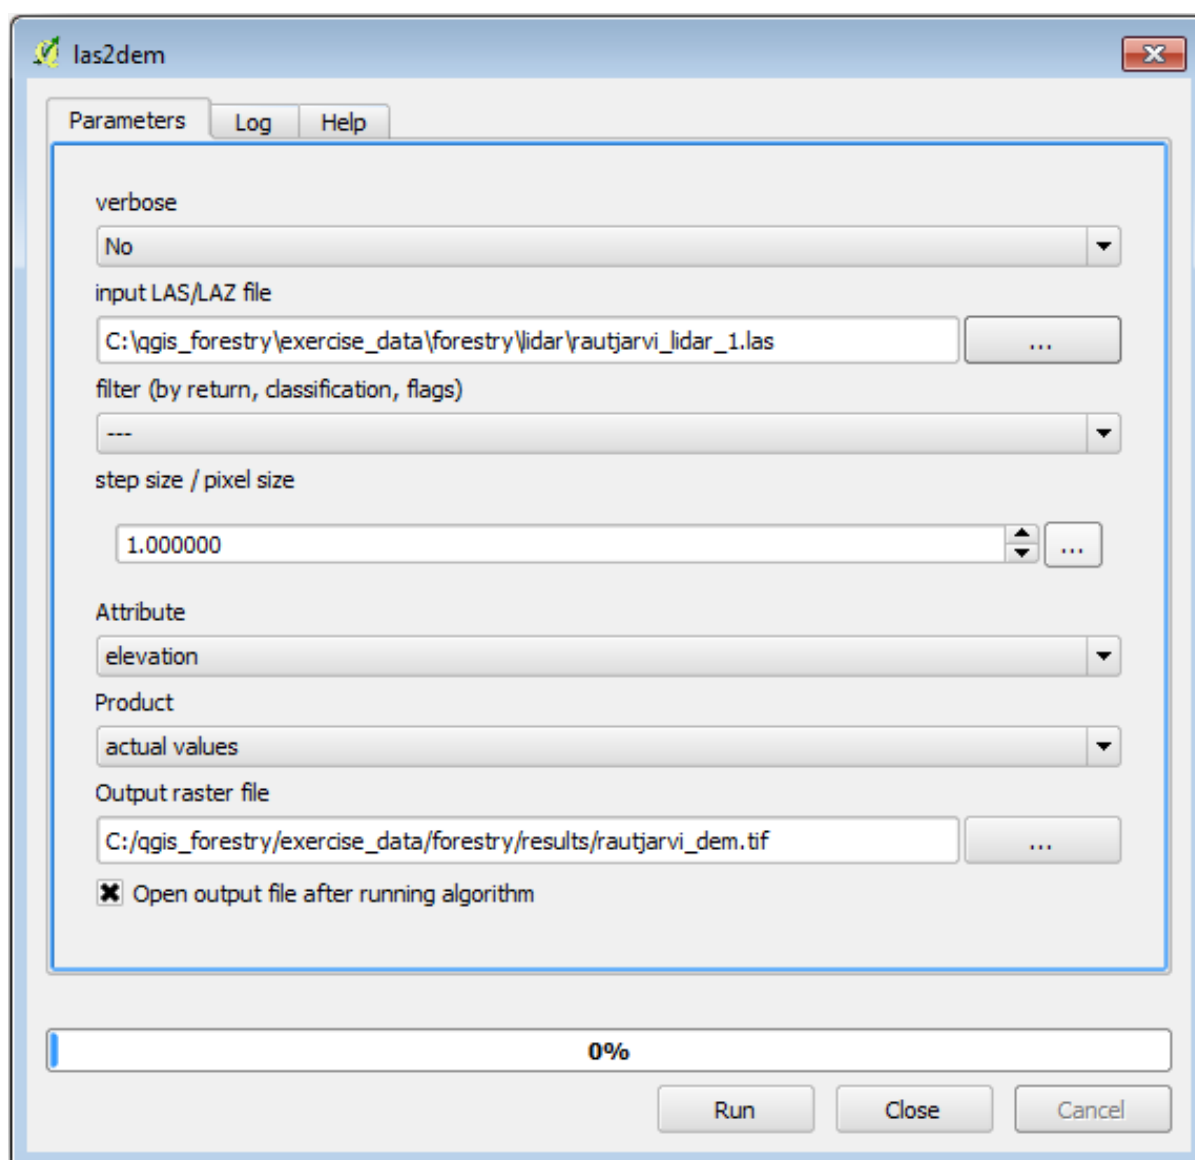 las2dem
Parameters Log Help
verbose
No
input LAS/LAZ file
C:\qgis_forestry\exercise_data\forestry\lidar\rautjarvi_lidar_1.las ...
filter (by return, classification, flags)
---
step size / pixel size
1.000000 ...
Attribute
elevation
Product
actual values
Output raster file
C:/qgis_forestry/exercise_data/forestry/results/rautjarvi_dem.tif ...
Open output file after running algorithm
0%
Run Close Cancel